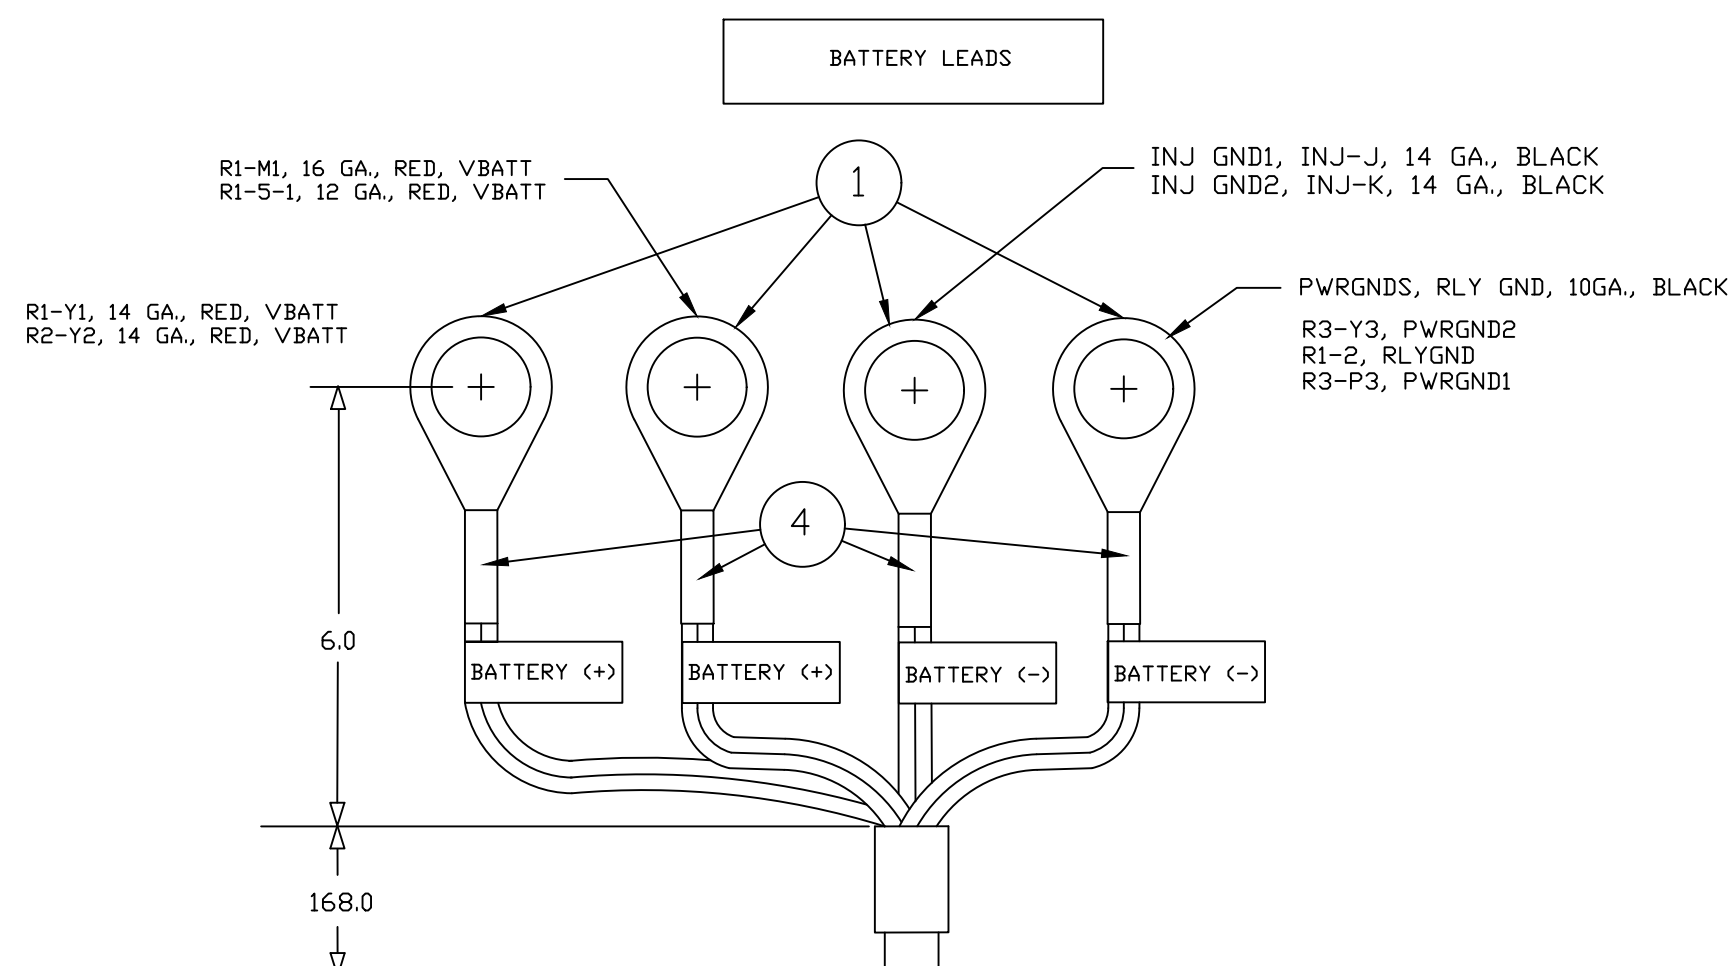 BATTERY LEADS
R1-M1, 16 GA., RED, VBATT
R1-5-1, 12 GA., RED, VBATT
1
INJ GND1, INJ-J, 14 GA., BLACK
INJ GND2, INJ-K, 14 GA., BLACK
R1-Y1, 14 GA., RED, VBATT
R2-Y2, 14 GA., RED, VBATT
PWRGNDS, RLY GND, 10GA., BLACK
R3-Y3, PWRGND2
R1-2, RLYGND
R3-P3, PWRGND1
4
6.0
BATTERY (+)
BATTERY (+)
BATTERY (-)
BATTERY (-)
168.0